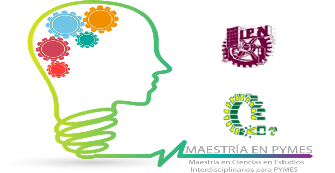 IPN
MAESTRÍA EN PYMES
Maestría en Ciencias en Estudios
Interdisciplinarios para PYMES